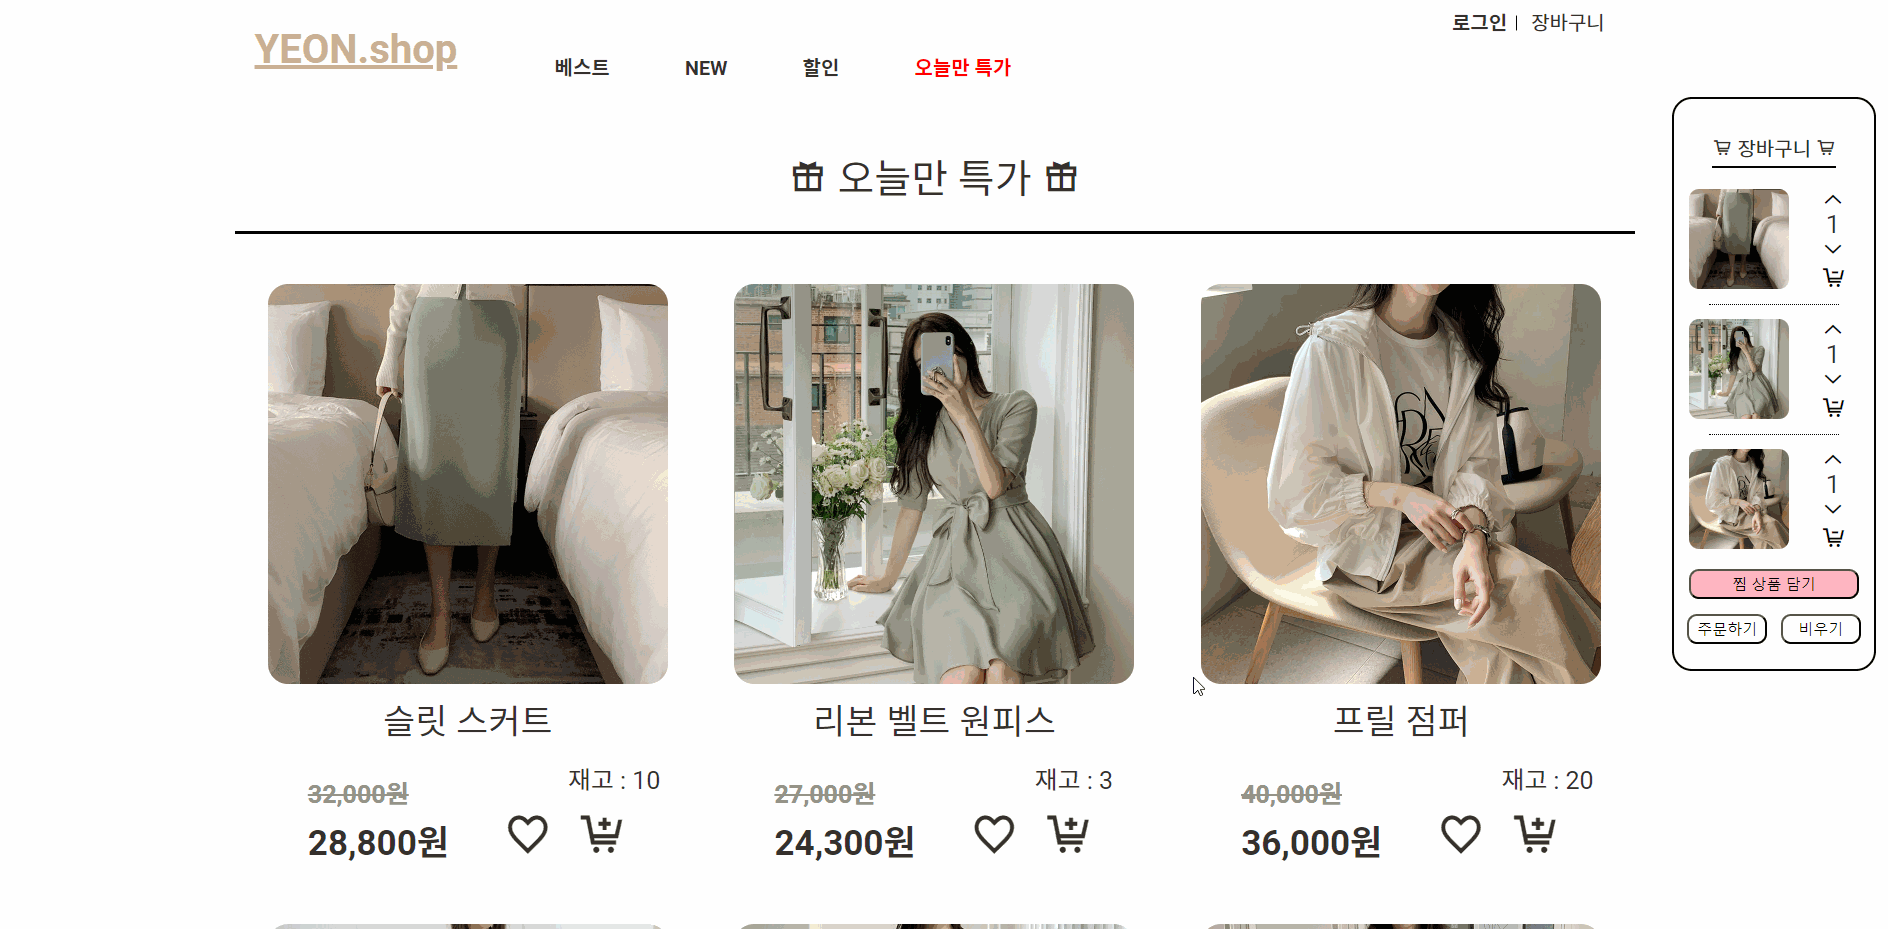 로그인 | 장바구니
YEON.shop
베스트 NEW 할인 오늘만 특가
오늘만 특가
슬릿 스커트
재고 : 10
32,000원
28,800원
리본 벨트 원피스
재고 : 3
27,000원
24,300원
프릴 점퍼
재고 : 20
40,000원
36,000원
장바구니
1
1
1
찜 상품 담기
주문하기 비우기